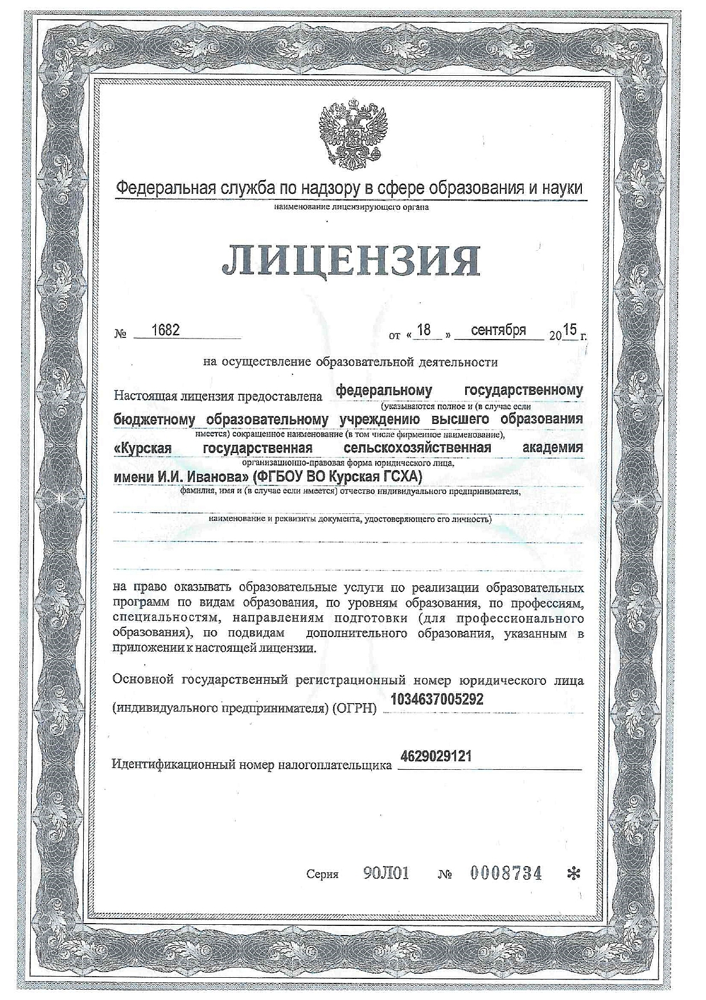 Федеральная служба по надзору в сфере образования и науки
наименование лицензирующего органа
ЛИЦЕНЗИЯ
№ 1682 от « 18 » сентября 2015 г.
на осуществление образовательной деятельности
Настоящая лицензия предоставлена федеральному государственному
(указываются полное и (в случае если
бюджетному образовательному учреждению высшего образования
имеется) сокращенное наименование (в том числе фирменное наименование),
«Курская государственная сельскохозяйственная академия
организационно-правовая форма юридического лица,
имени И.И. Иванова» (ФГБОУ ВО Курская ГСХА)
фамилия, имя и (в случае если имеется) отчество индивидуального предпринимателя,
наименование и реквизиты документа, удостоверяющего его личность)
на право оказывать образовательные услуги по реализации образовательных
программ по видам образования, по уровням образования, по профессиям,
специальностям, направлениям подготовки (для профессионального
образования), по подвидам дополнительного образования, указанным в
приложении к настоящей лицензии.
Основной государственный регистрационный номер юридического лица
(индивидуального предпринимателя) (ОГРН) 1034637005292
Идентификационный номер налогоплательщика 4629029121
Серия 90Л01 № 0008734 *